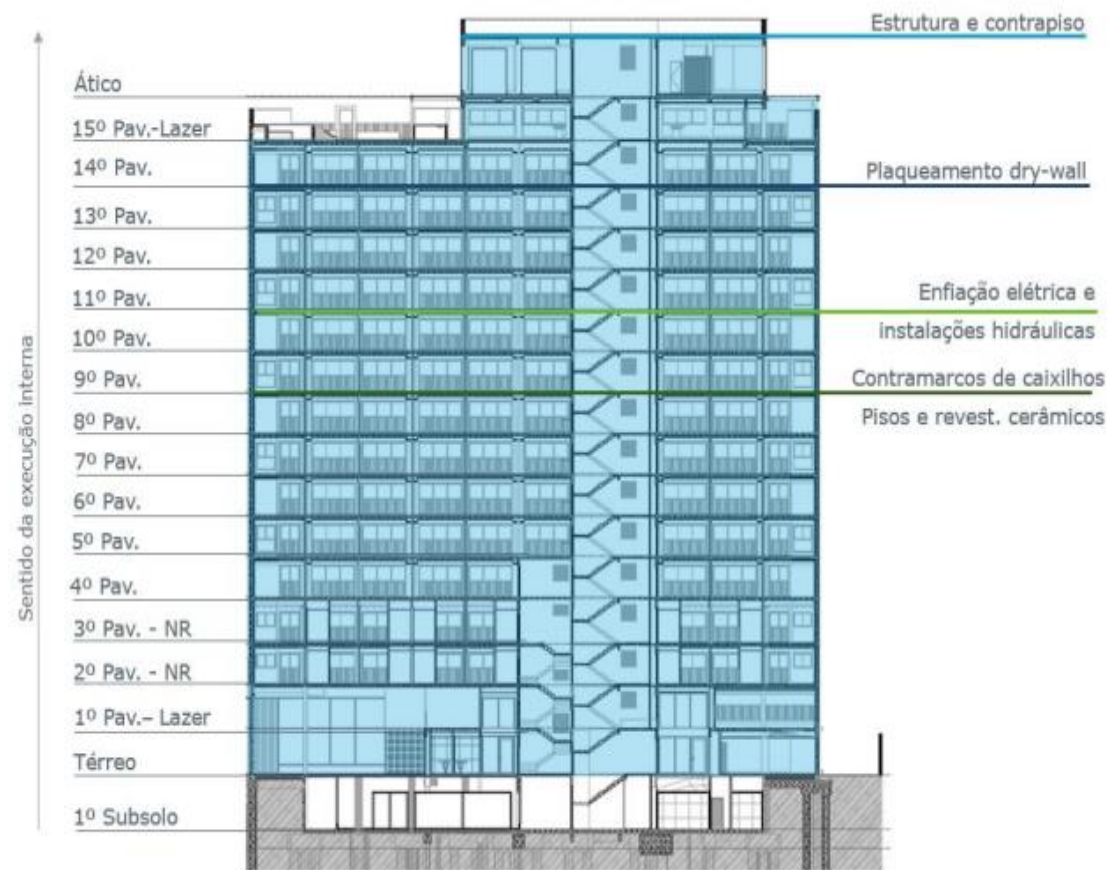 Estrutura e contrapiso
Ático
15º Pav.-Lazer
14º Pav.
Plaqueamento dry-wall
13º Pav.
12º Pav.
11º Pav.
Enfiação elétrica e
instalações hidráulicas
10º Pav.
9º Pav.
Contramarcos de caixilhos
Pisos e revest. cerâmicos
8º Pav.
7º Pav.
6º Pav.
5º Pav.
4º Pav.
3º Pav. - NR
2º Pav. - NR
1º Pav.– Lazer
Térreo
1º Subsolo
Sentido da execução interna